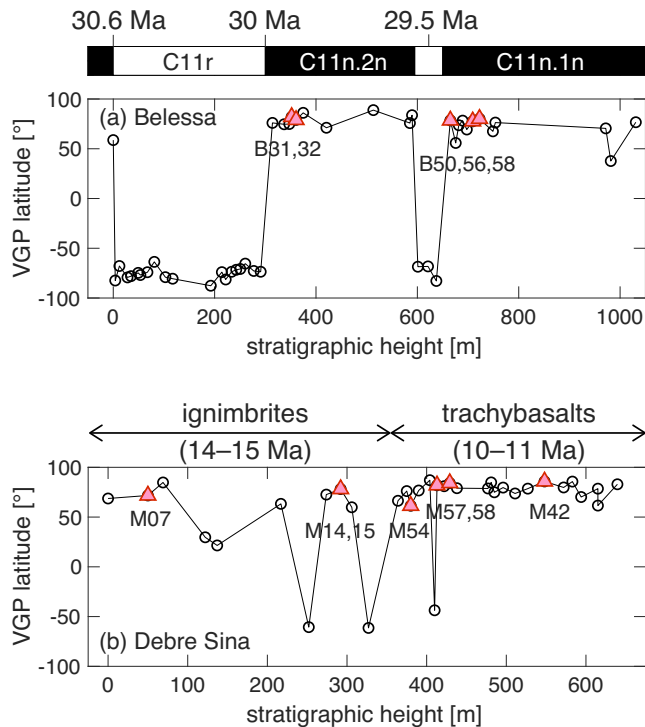 30.6 Ma 30 Ma 29.5 Ma
C11r C11n.2n C11n.1n
100
50
0
-50
-100
VGP latitude [°]
(a) Belessa
B31,32
B50,56,58
0 200 400 600 800 1000
stratigraphic height [m]
ignimbrites trachybasalts
(14–15 Ma) (10–11 Ma)
100
50
0
-50
-100
VGP latitude [°]
M07
M14,15
M54
M57,58
M42
(b) Debre Sina
0 100 200 300 400 500 600
stratigraphic height [m]